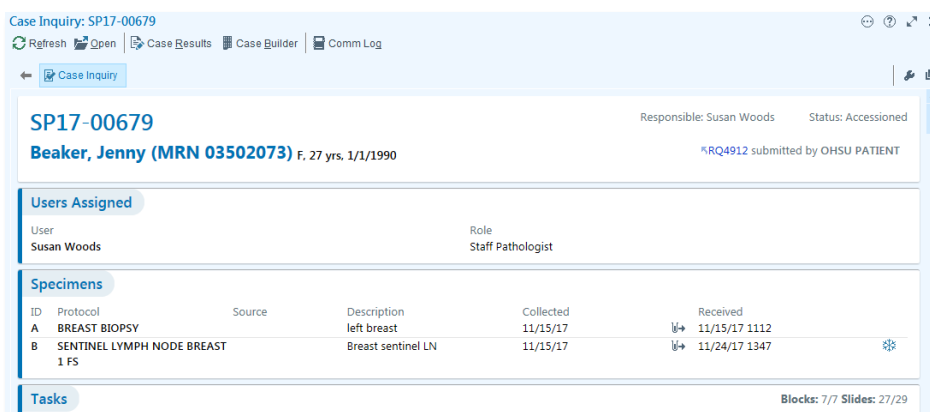 Case Inquiry: SP17-00679
Refresh Open Case Results Case Builder Comm Log
Case Inquiry
SP17-00679 Responsible: Susan Woods Status: Accessioned
Beaker, Jenny (MRN 03502073) F, 27 yrs, 1/1/1990 RQ4912 submitted by OHSU PATIENT
Users Assigned
User Role
Susan Woods Staff Pathologist
Specimens
ID Protocol Source Description Collected Received
A BREAST BIOPSY left breast 11/15/17 11/15/17 1112
B SENTINEL LYMPH NODE BREAST Breast sentinel LN 11/15/17 11/24/17 1347
1 FS
Tasks Blocks: 7/7 Slides: 27/29